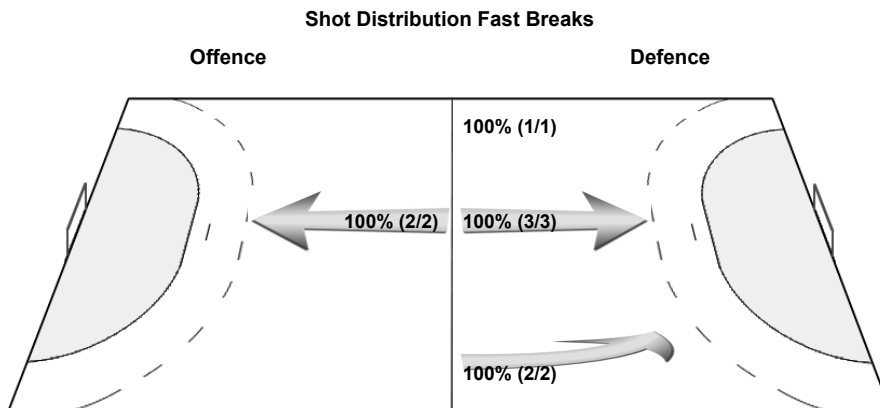 Shot Distribution Fast Breaks
Offence
Defence
100% (1/1)
100% (2/2)
100% (3/3)
100% (2/2)